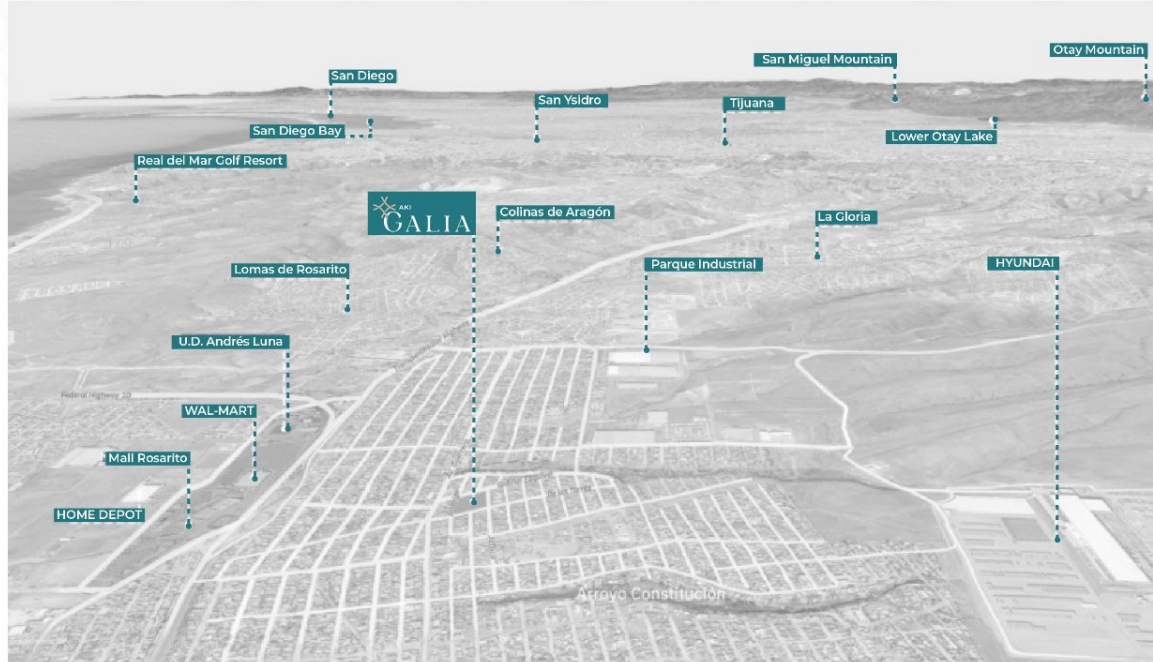 Otay Mountain
San Miguel Mountain
San Diego
San Ysidro
Tijuana
San Diego Bay
Lower Otay Lake
Real del Mar Golf Resort
AKI
GALIA
Colinas de Aragón
La Gloria
Lomas de Rosarito
Parque Industrial
HYUNDAI
U.D. Andrés Luna
Federal Highway
WAL-MART
Mall Rosarito
HOME DEPOT
Arroyo Constitución